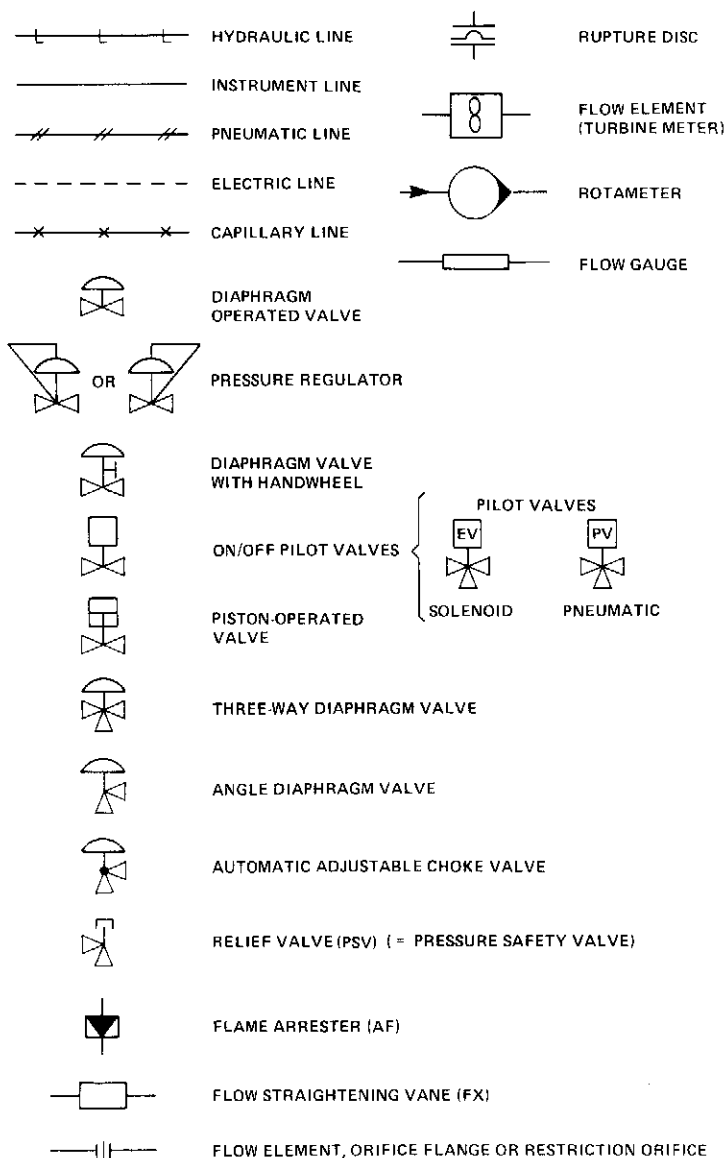 HYDRAULIC LINE
INSTRUMENT LINE
PNEUMATIC LINE
ELECTRIC LINE
CAPILLARY LINE
DIAPHRAGM
OPERATED VALVE
OR
PRESSURE REGULATOR
DIAPHRAGM VALVE
WITH HANDWHEEL
ON/OFF PILOT VALVES
PISTON-OPERATED
VALVE
THREE-WAY DIAPHRAGM VALVE
ANGLE DIAPHRAGM VALVE
AUTOMATIC ADJUSTABLE CHOKE VALVE
RELIEF VALVE (PSV) ( = PRESSURE SAFETY VALVE)
FLAME ARRESTER (AF)
FLOW STRAIGHTENING VANE (FX)
FLOW ELEMENT, ORIFICE FLANGE OR RESTRICTION ORIFICE
RUPTURE DISC
FLOW ELEMENT
(TURBINE METER)
ROTAMETER
FLOW GAUGE
PILOT VALVES
EV
PV
SOLENOID
PNEUMATIC